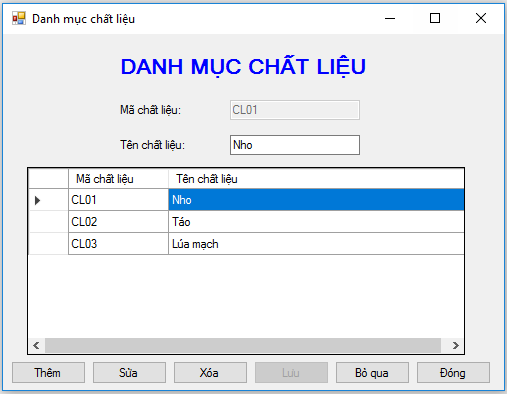 Danh mục chất liệu
DANH MỤC CHẤT LIỆU
Mã chất liệu: CL01
Tên chất liệu: Nho
Mã chất liệu Tên chất liệu
CL01 Nho
CL02 Táo
CL03 Lúa mạch
Thêm Sửa Xóa Lưu Bỏ qua Đóng